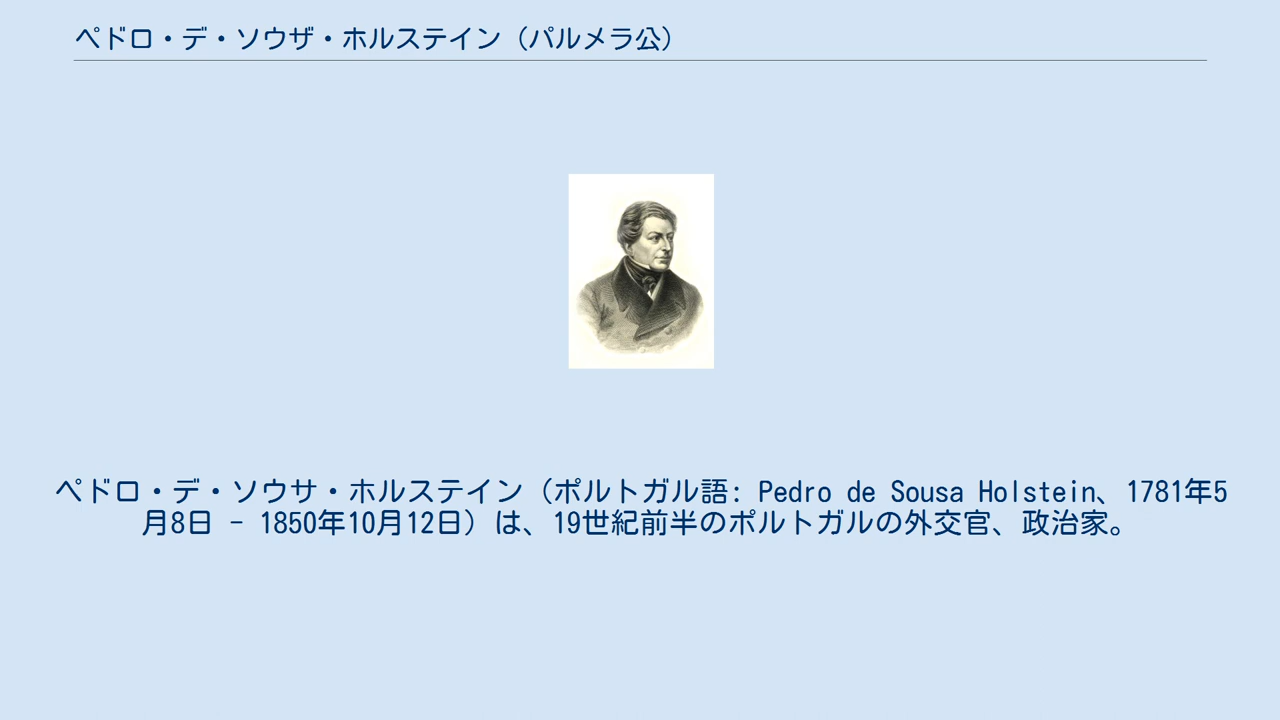 ペドロ・デ・ソウザ・ホルステイン（パルメラ公）
ペドロ・デ・ソウサ・ホルステイン（ポルトガル語: Pedro de Sousa Holstein、1781年5
月8日 - 1850年10月12日）は、19世紀前半のポルトガルの外交官、政治家。